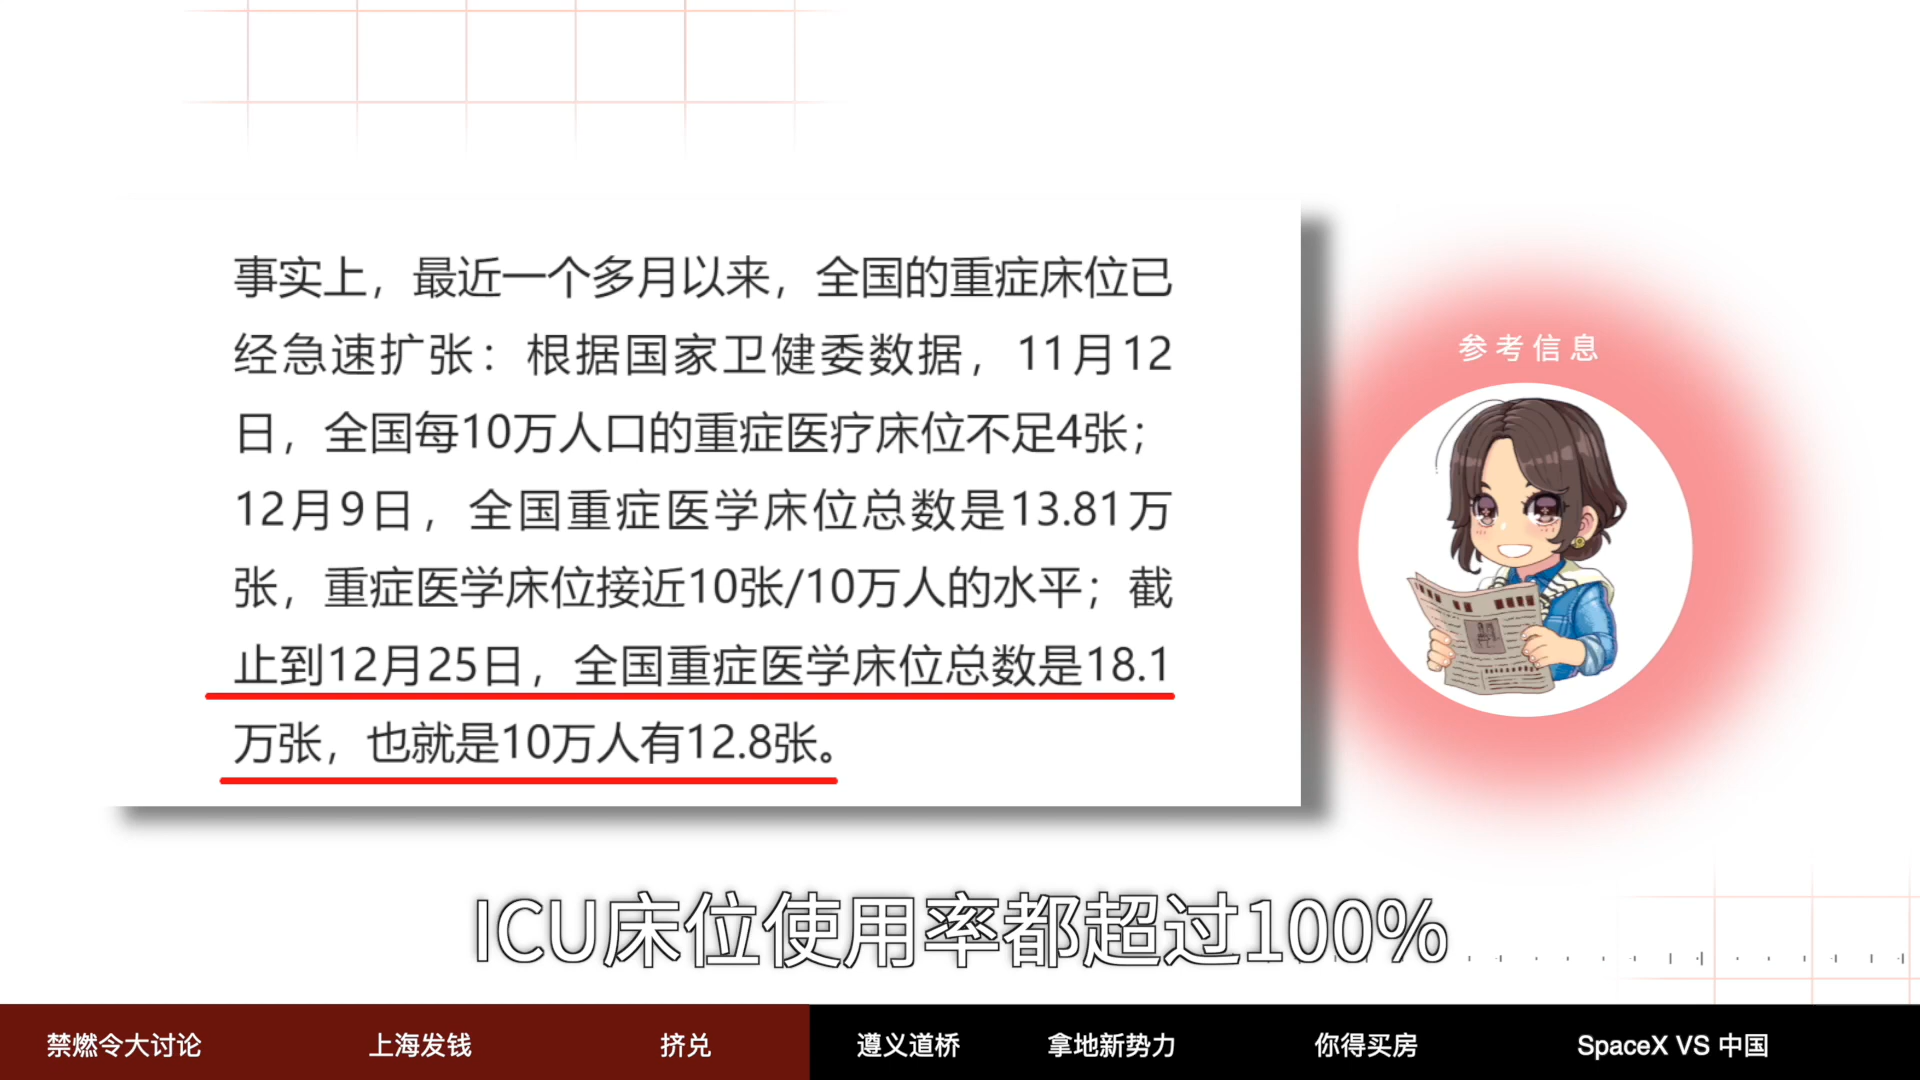 事实上，最近一个多月以来，全国的重症床位已
经急速扩张：根据国家卫健委数据，11月12
日，全国每10万人口的重症医疗床位不足4张；
12月9日，全国重症医学床位总数是13.81万
张，重症医学床位接近10张/10万人的水平；截
止到12月25日，全国重症医学床位总数是18.1
万张，也就是10万人有12.8张。
参考信息
ICU床位使用率都超过100%
禁燃令大讨论
上海发钱
挤兑
遵义道桥
拿地新势力
你得买房
SpaceX VS 中国